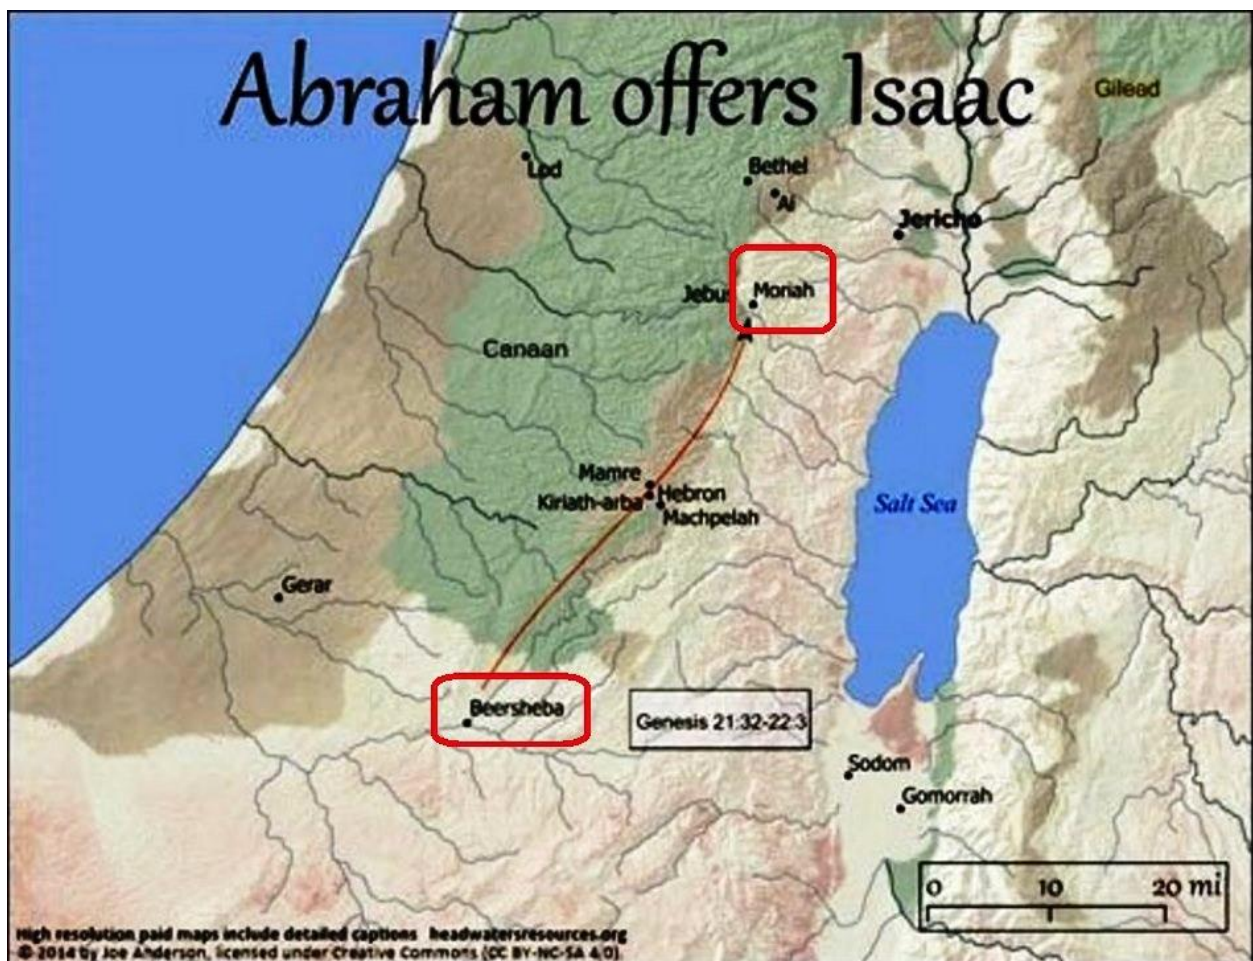 Abraham offers Isaac
Gilead
Lod
Bethel
Ai
Jericho
Jebus
Moriah
Canaan
Mamre
Kiriath-arba
Hebron
Machpelah
Salt Sea
Gerar
Beersheba
Genesis 21:32-22:3
Sodom
Gomorrah
0 10 20 mi
High resolution paid maps include detailed captions headwatersresources.org
© 2014 by Joe Anderson, licensed under Creative Commons (CC BY-NC-SA 4.0)